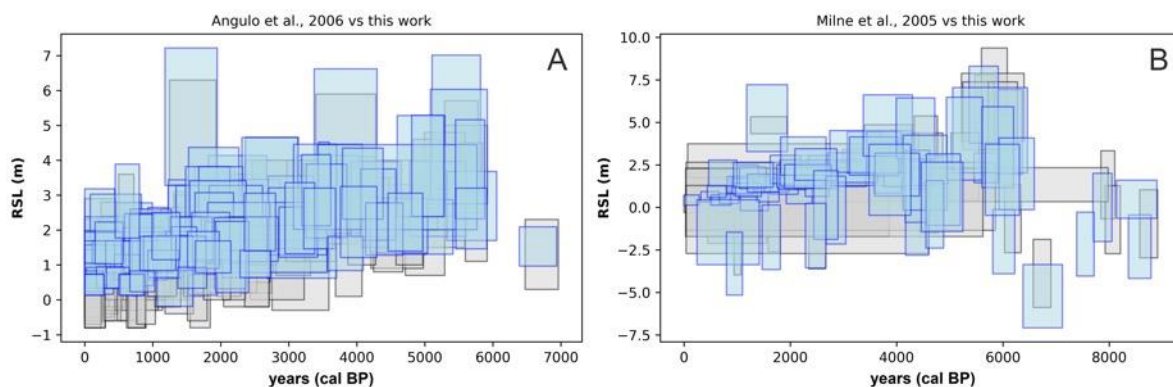 Angulo et al., 2006 vs this work
A
7
6
5
4
3
2
1
0
−1
RSL (m)
0 1000 2000 3000 4000 5000 6000 7000
years (cal BP)
Milne et al., 2005 vs this work
B
10.0
7.5
5.0
2.5
0.0
−2.5
−5.0
−7.5
RSL (m)
0 2000 4000 6000 8000
years (cal BP)